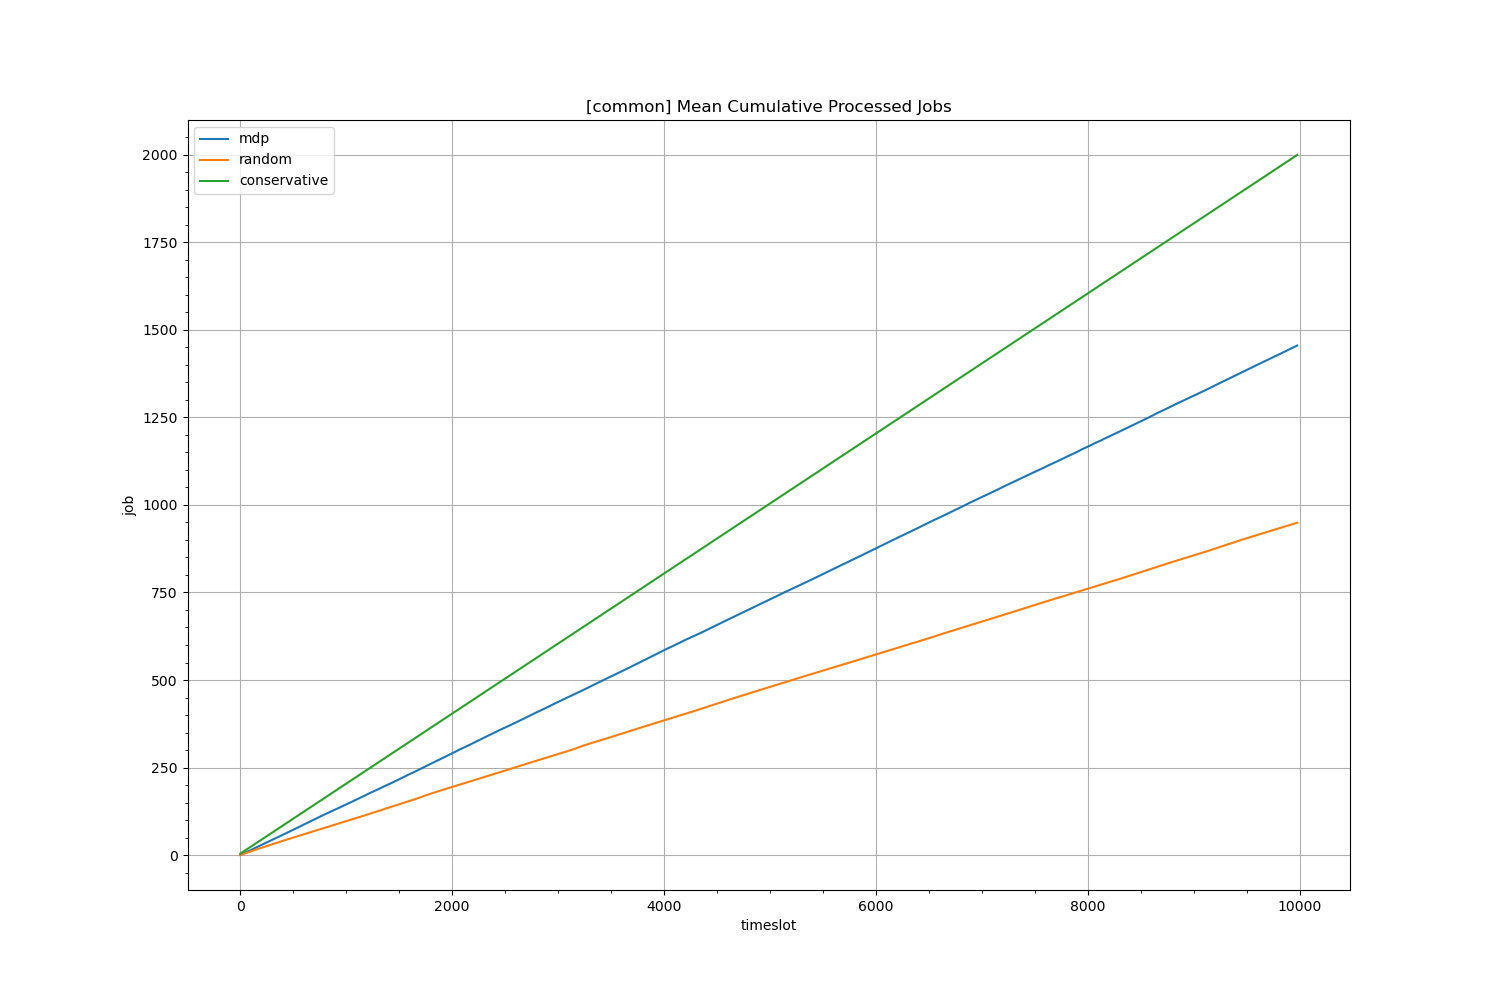 [common] Mean Cumulative Processed Jobs
mdp
random
conservative
2000
1750
1500
1250
1000
750
500
250
0
job
0 2000 4000 6000 8000 10000
timeslot